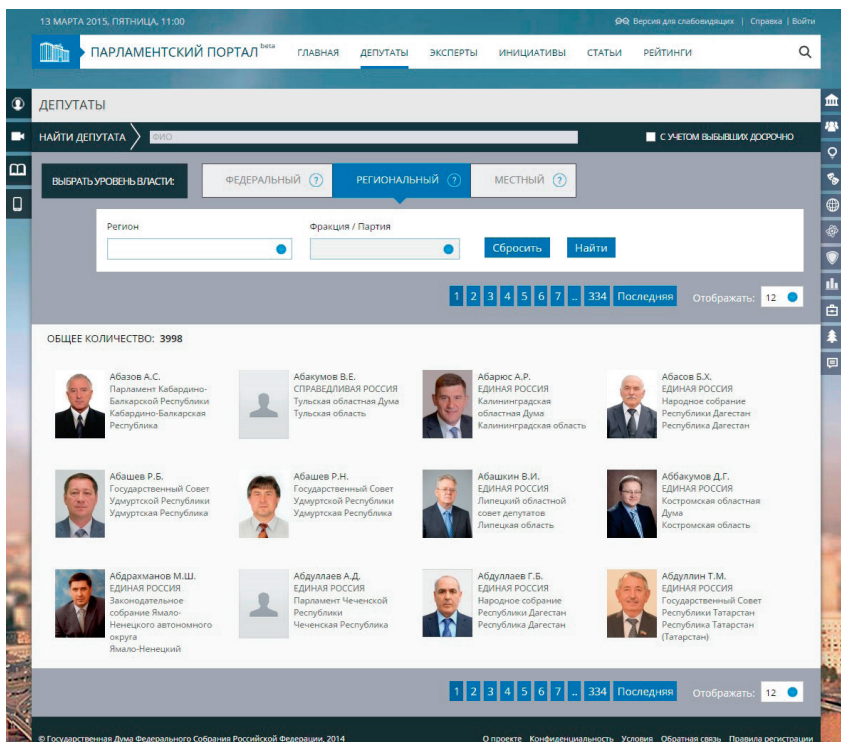 13 МАРТА 2015, ПЯТНИЦА, 11:00
Версия для слабовидящих | Справка | Войти
ПАРЛАМЕНТСКИЙ ПОРТАЛ beta
ГЛАВНАЯ ДЕПУТАТЫ ЭКСПЕРТЫ ИНИЦИАТИВЫ СТАТЬИ РЕЙТИНГИ
ДЕПУТАТЫ
НАЙТИ ДЕПУТАТА ФИО С УЧЕТОМ ВЫБЫВШИХ ДОСРОЧНО
ВЫБРАТЬ УРОВЕНЬ ВЛАСТИ: ФЕДЕРАЛЬНЫЙ ? РЕГИОНАЛЬНЫЙ ? МЕСТНЫЙ ?
Регион Фракция / Партия
Сбросить Найти
1 2 3 4 5 6 7 .. 334 Последняя Отображать: 12
ОБЩЕЕ КОЛИЧЕСТВО: 3998
Абазов А.С.
Парламент Кабардино-
Балкарской Республики
Кабардино-Балкарская
Республика
Абакумов В.Е.
СПРАВЕДЛИВАЯ РОССИЯ
Тульская областная Дума
Тульская область
Абарюс А.Р.
ЕДИНАЯ РОССИЯ
Калининградская
областная Дума
Калининградская область
Абасов Б.Х.
ЕДИНАЯ РОССИЯ
Народное собрание
Республики Дагестан
Республика Дагестан
Абашев Р.Б.
Государственный Совет
Удмуртской Республики
Удмуртская Республика
Абашев Р.Н.
Государственный Совет
Удмуртской Республики
Удмуртская Республика
Абашкин В.И.
ЕДИНАЯ РОССИЯ
Липецкий областной
совет депутатов
Липецкая область
Аббакумов Д.Г.
ЕДИНАЯ РОССИЯ
Костромская областная
Дума
Костромская область
Абдрахманов М.Ш.
ЕДИНАЯ РОССИЯ
Законодательное
собрание Ямало-
Ненецкого автономного
округа
Ямало-Ненецкий
Абдуллаев А.Д.
ЕДИНАЯ РОССИЯ
Парламент Чеченской
Республики
Чеченская Республика
Абдуллаев Г.Б.
ЕДИНАЯ РОССИЯ
Народное собрание
Республики Дагестан
Республика Дагестан
Абдуллин Т.М.
ЕДИНАЯ РОССИЯ
Государственный Совет
Республики Татарстан
Республика Татарстан
(Татарстан)
1 2 3 4 5 6 7 .. 334 Последняя Отображать: 12
© Государственная Дума Федерального Собрания Российской Федерации, 2014
О проекте Конфиденциальность Условия Обратная связь Правила регистрации